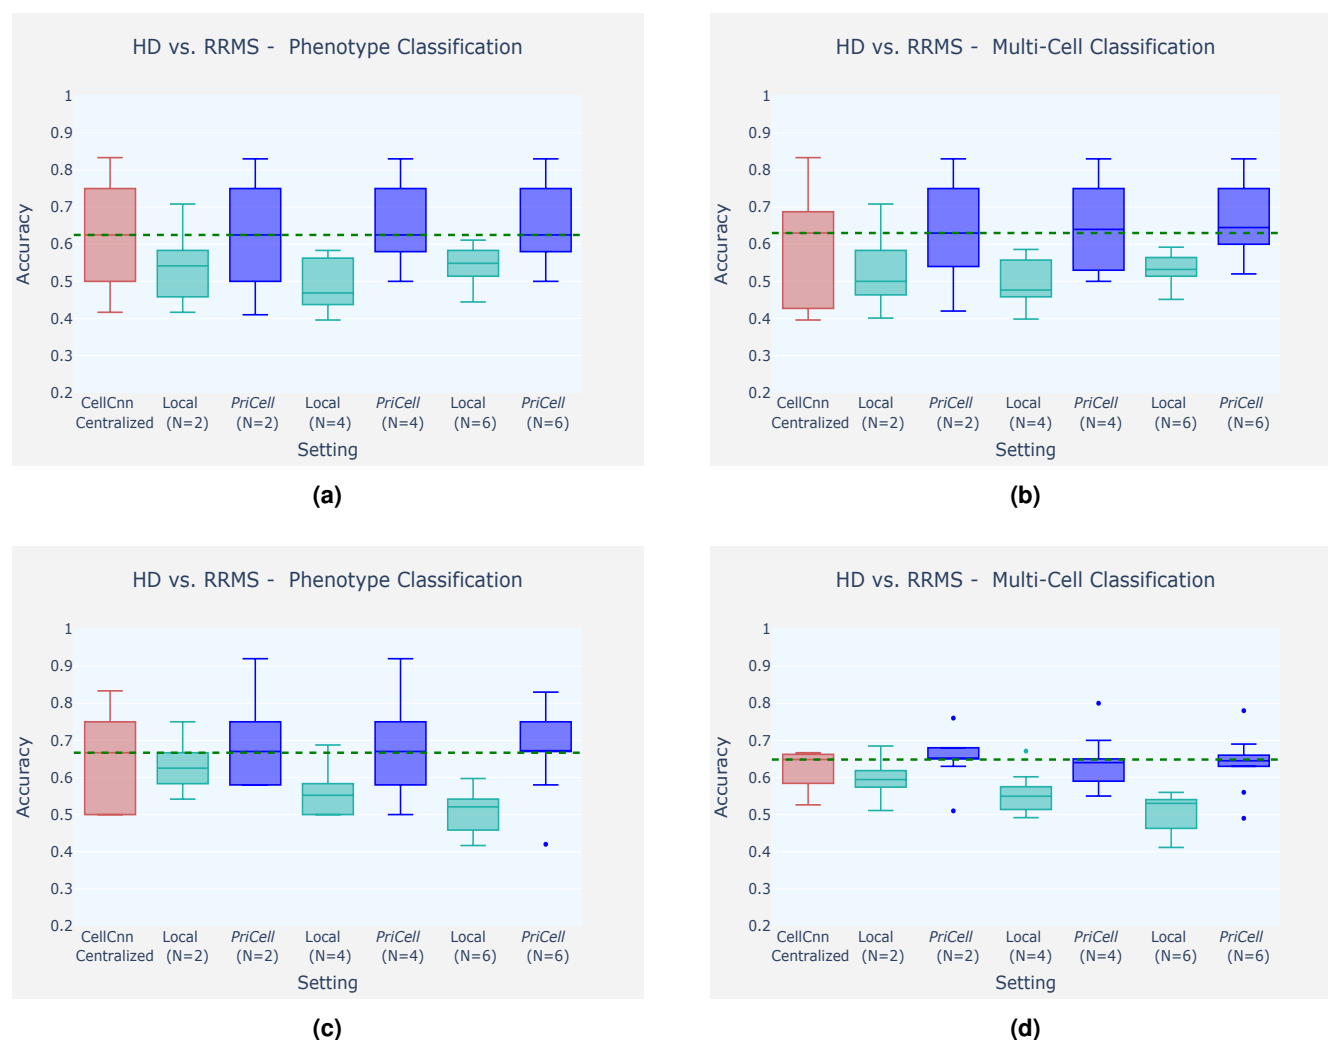 HD vs. RRMS - Phenotype Classification
1
0.9
0.8
0.7
0.6
0.5
0.4
0.3
0.2
Accuracy
CellCnn Local PriCell Local PriCell Local PriCell
Centralized (N=2) (N=2) (N=4) (N=4) (N=6) (N=6)
Setting
(a)
HD vs. RRMS - Multi-Cell Classification
1
0.9
0.8
0.7
0.6
0.5
0.4
0.3
0.2
Accuracy
CellCnn Local PriCell Local PriCell Local PriCell
Centralized (N=2) (N=2) (N=4) (N=4) (N=6) (N=6)
Setting
(b)
HD vs. RRMS - Phenotype Classification
1
0.9
0.8
0.7
0.6
0.5
0.4
0.3
0.2
Accuracy
CellCnn Local PriCell Local PriCell Local PriCell
Centralized (N=2) (N=2) (N=4) (N=4) (N=6) (N=6)
Setting
(c)
HD vs. RRMS - Multi-Cell Classification
1
0.9
0.8
0.7
0.6
0.5
0.4
0.3
0.2
Accuracy
CellCnn Local PriCell Local PriCell Local PriCell
Centralized (N=2) (N=2) (N=4) (N=4) (N=6) (N=6)
Setting
(d)